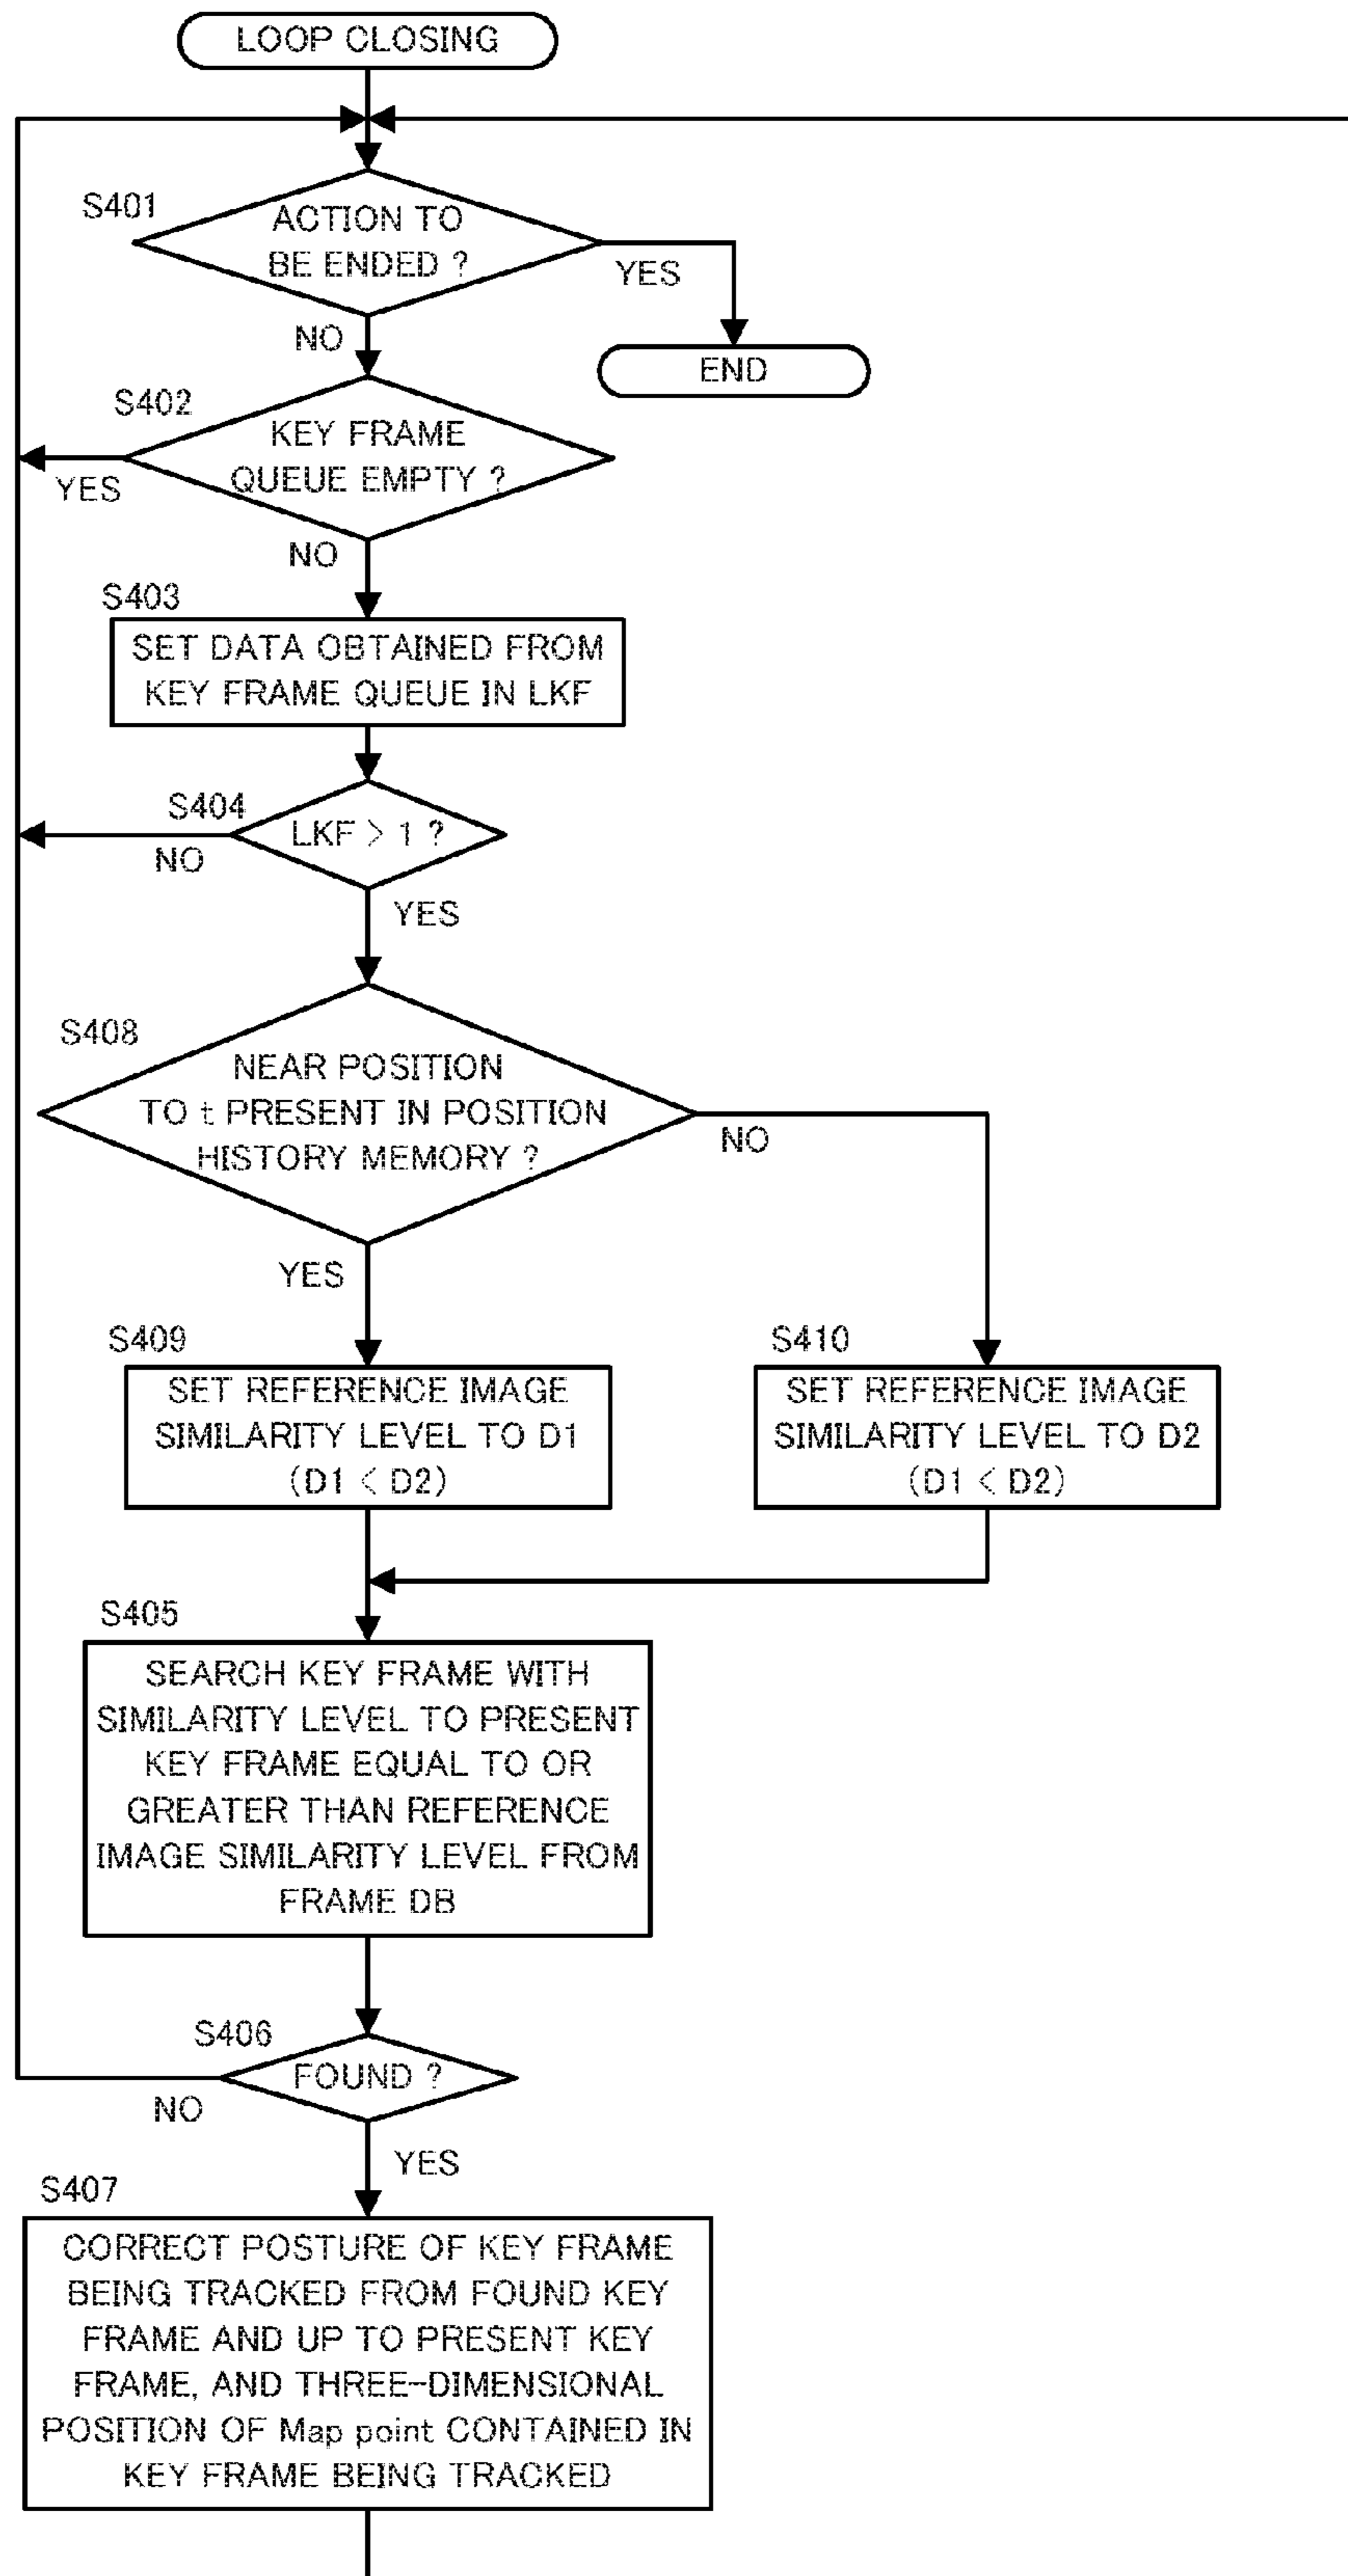 LOOP CLOSING
S401
ACTION TO
BE ENDED ?
YES
NO
END
S402
KEY FRAME
QUEUE EMPTY ?
YES
NO
S403
SET DATA OBTAINED FROM
KEY FRAME QUEUE IN LKF
S404
LKF > 1 ?
NO
YES
S408
NEAR POSITION
TO t PRESENT IN POSITION
HISTORY MEMORY ?
NO
YES
S409
SET REFERENCE IMAGE
SIMILARITY LEVEL TO D1
(D1 < D2)
S410
SET REFERENCE IMAGE
SIMILARITY LEVEL TO D2
(D1 < D2)
S405
SEARCH KEY FRAME WITH
SIMILARITY LEVEL TO PRESENT
KEY FRAME EQUAL TO OR
GREATER THAN REFERENCE
IMAGE SIMILARITY LEVEL FROM
FRAME DB
S406
FOUND ?
NO
YES
S407
CORRECT POSTURE OF KEY FRAME
BEING TRACKED FROM FOUND KEY
FRAME AND UP TO PRESENT KEY
FRAME, AND THREE-DIMENSIONAL
POSITION OF Map point CONTAINED IN
KEY FRAME BEING TRACKED